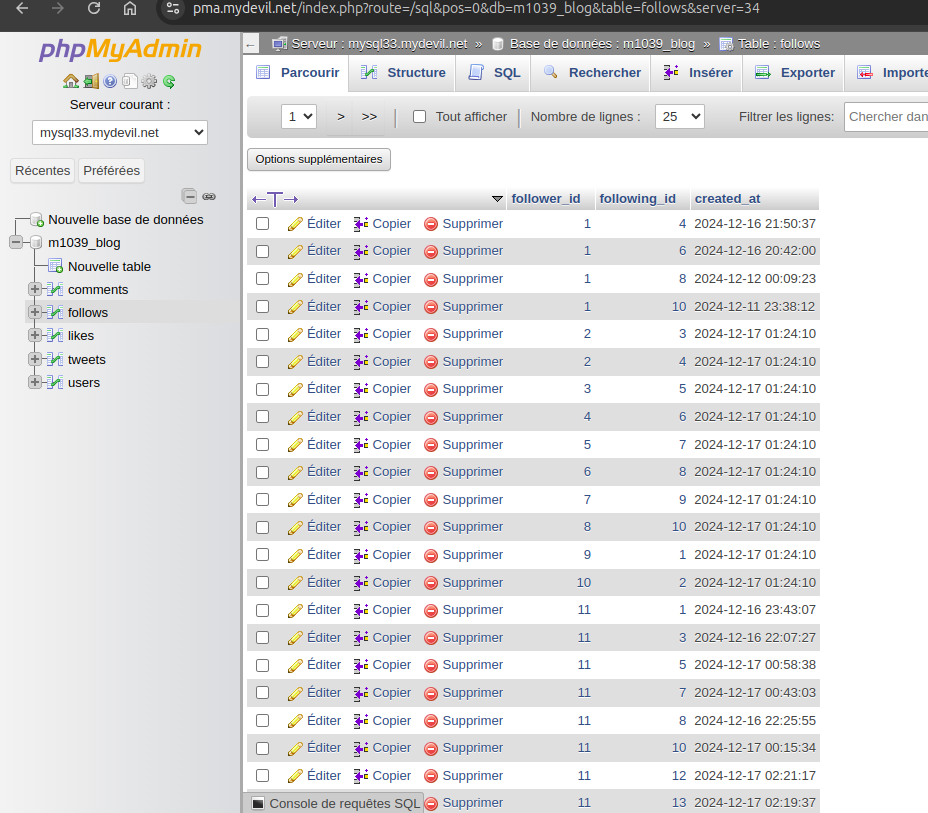 pma.mydevil.net/index.php?route=/sql&pos=0&db=m1039_blog&table=follows&server=34
phpMyAdmin
Serveur courant :
mysql33.mydevil.net
Récentes Préférées
Nouvelle base de données
m1039_blog
Nouvelle table
comments
follows
likes
tweets
users
Serveur : mysql33.mydevil.net » Base de données : m1039_blog » Table : follows
Parcourir Structure SQL Rechercher Insérer Exporter Importe
1 > >> Tout afficher Nombre de lignes : 25 Filtrer les lignes: Chercher dan
Options supplémentaires
follower_id following_id created_at
Éditer Copier Supprimer 1 4 2024-12-16 21:50:37
Éditer Copier Supprimer 1 6 2024-12-16 20:42:00
Éditer Copier Supprimer 1 8 2024-12-12 00:09:23
Éditer Copier Supprimer 1 10 2024-12-11 23:38:12
Éditer Copier Supprimer 2 3 2024-12-17 01:24:10
Éditer Copier Supprimer 2 4 2024-12-17 01:24:10
Éditer Copier Supprimer 3 5 2024-12-17 01:24:10
Éditer Copier Supprimer 4 6 2024-12-17 01:24:10
Éditer Copier Supprimer 5 7 2024-12-17 01:24:10
Éditer Copier Supprimer 6 8 2024-12-17 01:24:10
Éditer Copier Supprimer 7 9 2024-12-17 01:24:10
Éditer Copier Supprimer 8 10 2024-12-17 01:24:10
Éditer Copier Supprimer 9 1 2024-12-17 01:24:10
Éditer Copier Supprimer 10 2 2024-12-17 01:24:10
Éditer Copier Supprimer 11 1 2024-12-16 23:43:07
Éditer Copier Supprimer 11 3 2024-12-16 22:07:27
Éditer Copier Supprimer 11 5 2024-12-17 00:58:38
Éditer Copier Supprimer 11 7 2024-12-17 00:43:03
Éditer Copier Supprimer 11 8 2024-12-16 22:25:55
Éditer Copier Supprimer 11 10 2024-12-17 00:15:34
Éditer Copier Supprimer 11 12 2024-12-17 02:21:17
Console de requêtes SQL Supprimer 11 13 2024-12-17 02:19:37